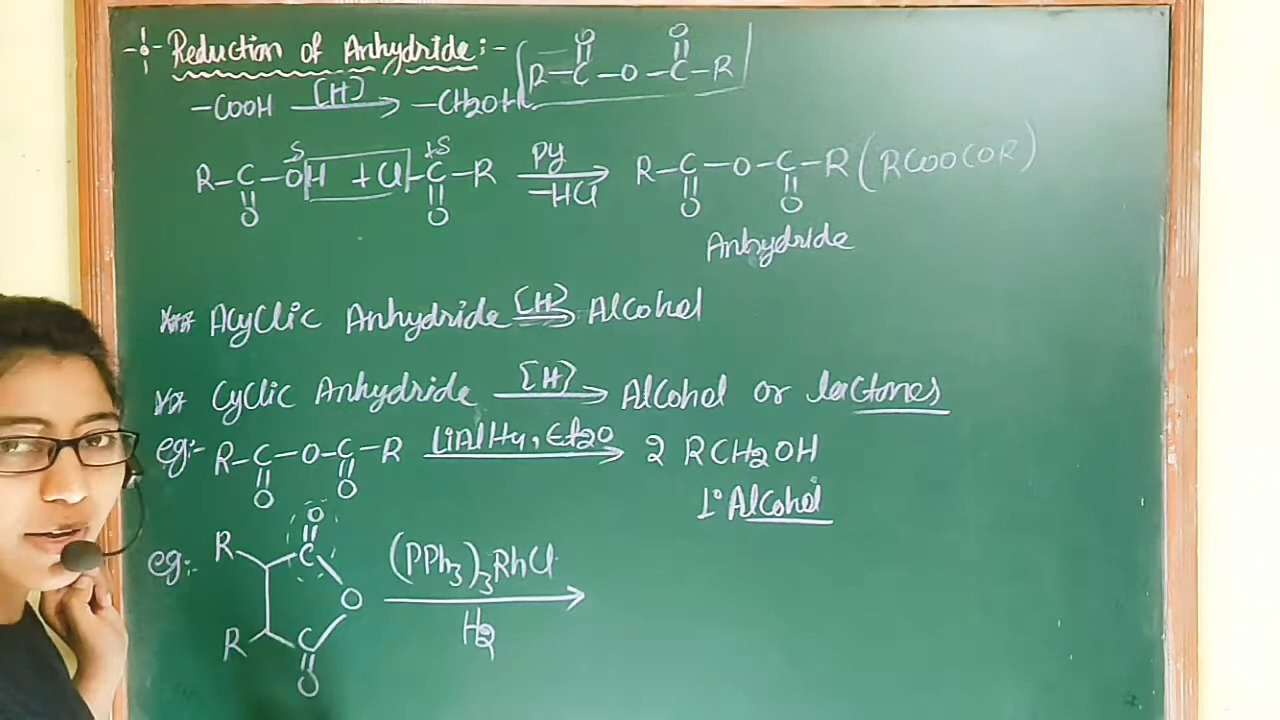 Reduction of Anhydride :-
R-C-O-C-R
O O
-COOH [H] -CH2OH
R-C-OH + Cl-C-R Py -HCl R-C-O-C-R (RCOOCOR)
O O O O
Anhydride
*** Acyclic Anhydride [H] Alcohol
** Cyclic Anhydride [H] Alcohol or lactones
eg:- R-C-O-C-R LiAlH4, Et2O 2 RCH2OH
O O
1° Alcohol
eg:- R R C O O C O (PPh3)3RhCl H2